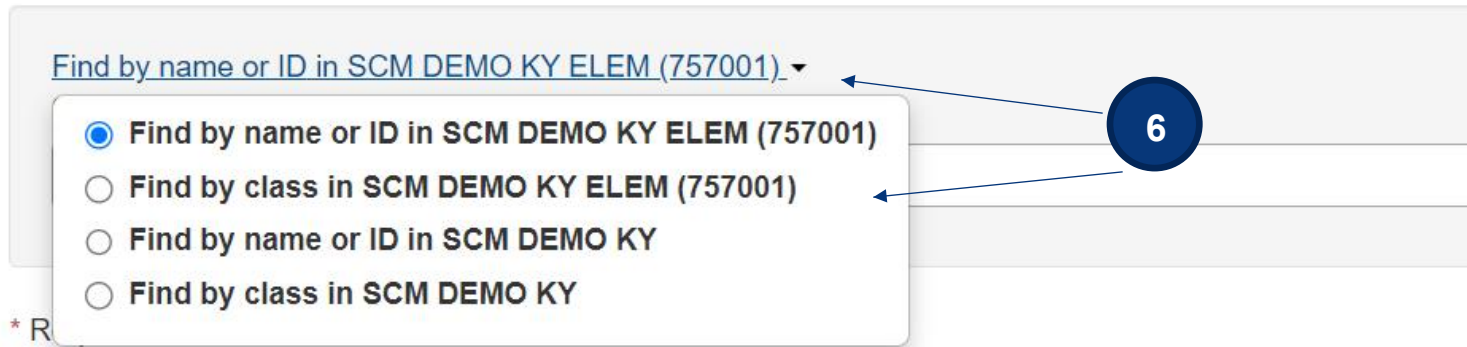 Find by name or ID in SCM DEMO KY ELEM (757001)
Find by name or ID in SCM DEMO KY ELEM (757001)
6
Find by class in SCM DEMO KY ELEM (757001)
Find by name or ID in SCM DEMO KY
Find by class in SCM DEMO KY
* R